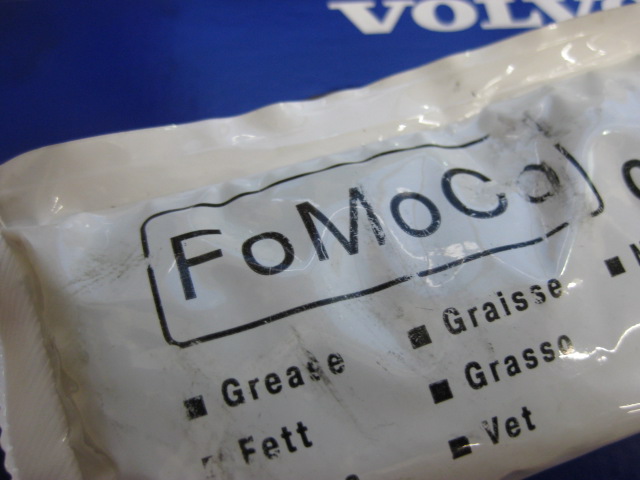 VOLVO
FoMoCo
■ Grease
■ Graisse
■ Fett
■ Grasso
■ Vet